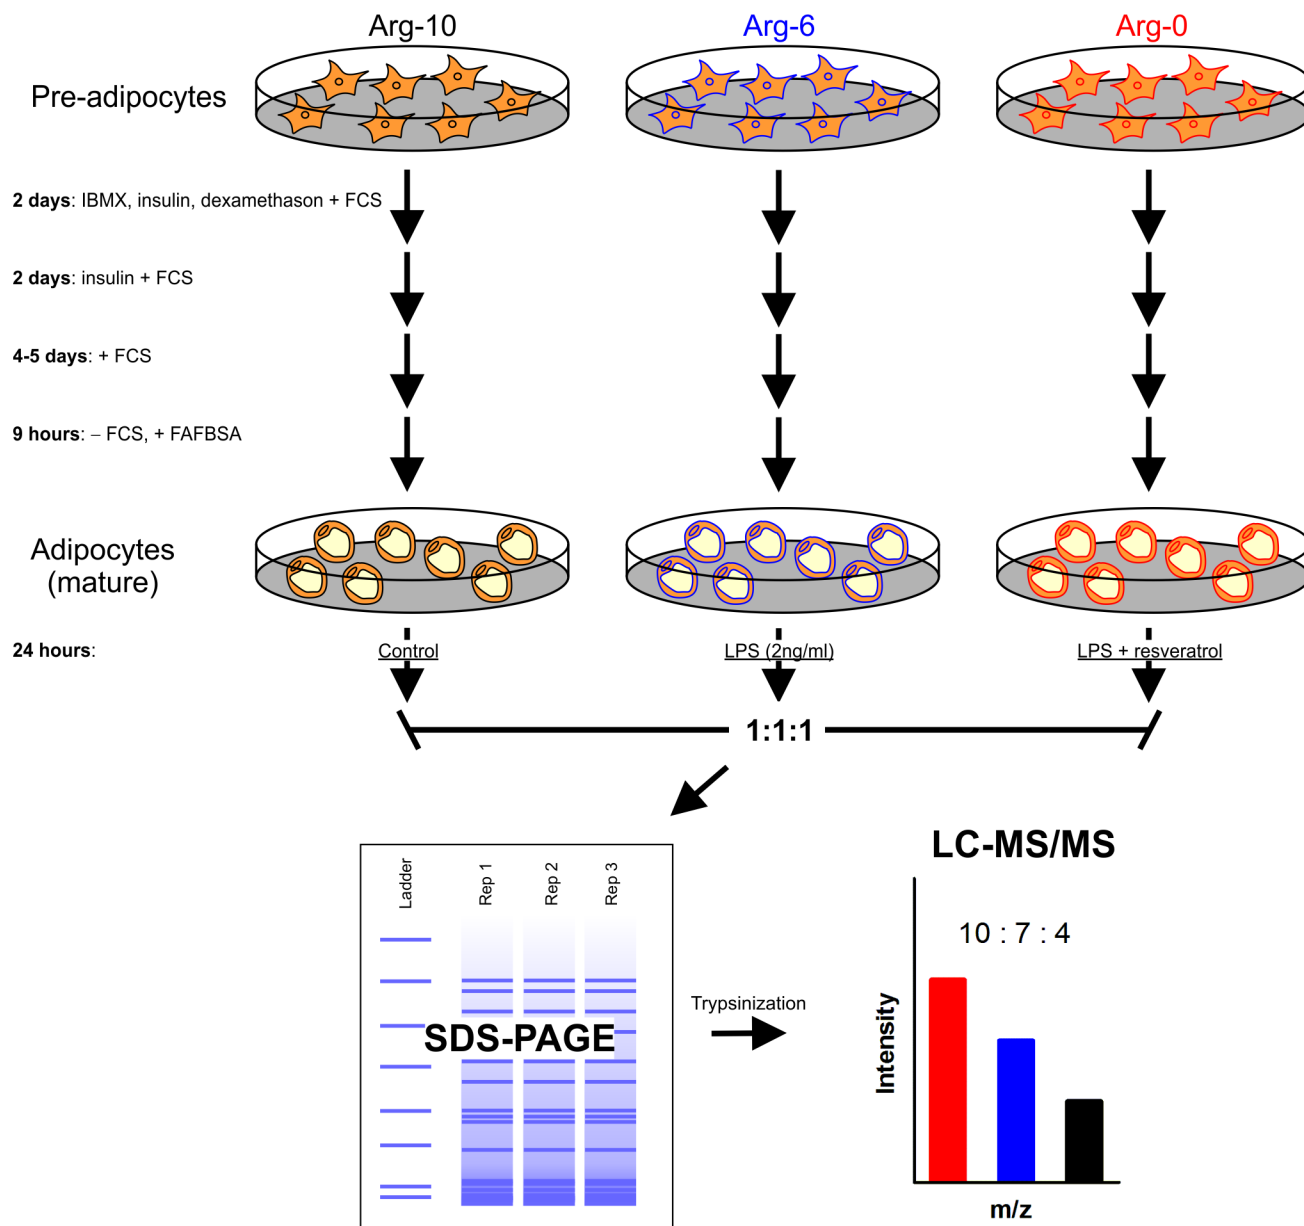 Arg-10
Arg-6
Arg-0
Pre-adipocytes
2 days: IBMX, insulin, dexamethason + FCS
2 days: insulin + FCS
4-5 days: + FCS
9 hours: – FCS, + FAFBSA
Adipocytes
(mature)
24 hours:
Control
LPS (2ng/ml)
LPS + resveratrol
1:1:1
Ladder
Rep 1
Rep 2
Rep 3
SDS-PAGE
Trypsinization
LC-MS/MS
10 : 7 : 4
Intensity
m/z